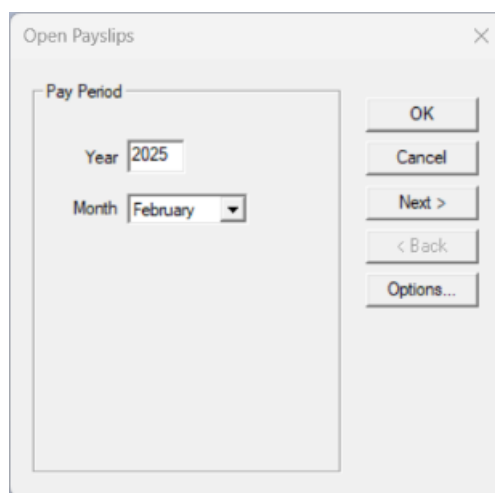 Open Payslips
Pay Period
Year 2025
Month February
OK
Cancel
Next >
< Back
Options...